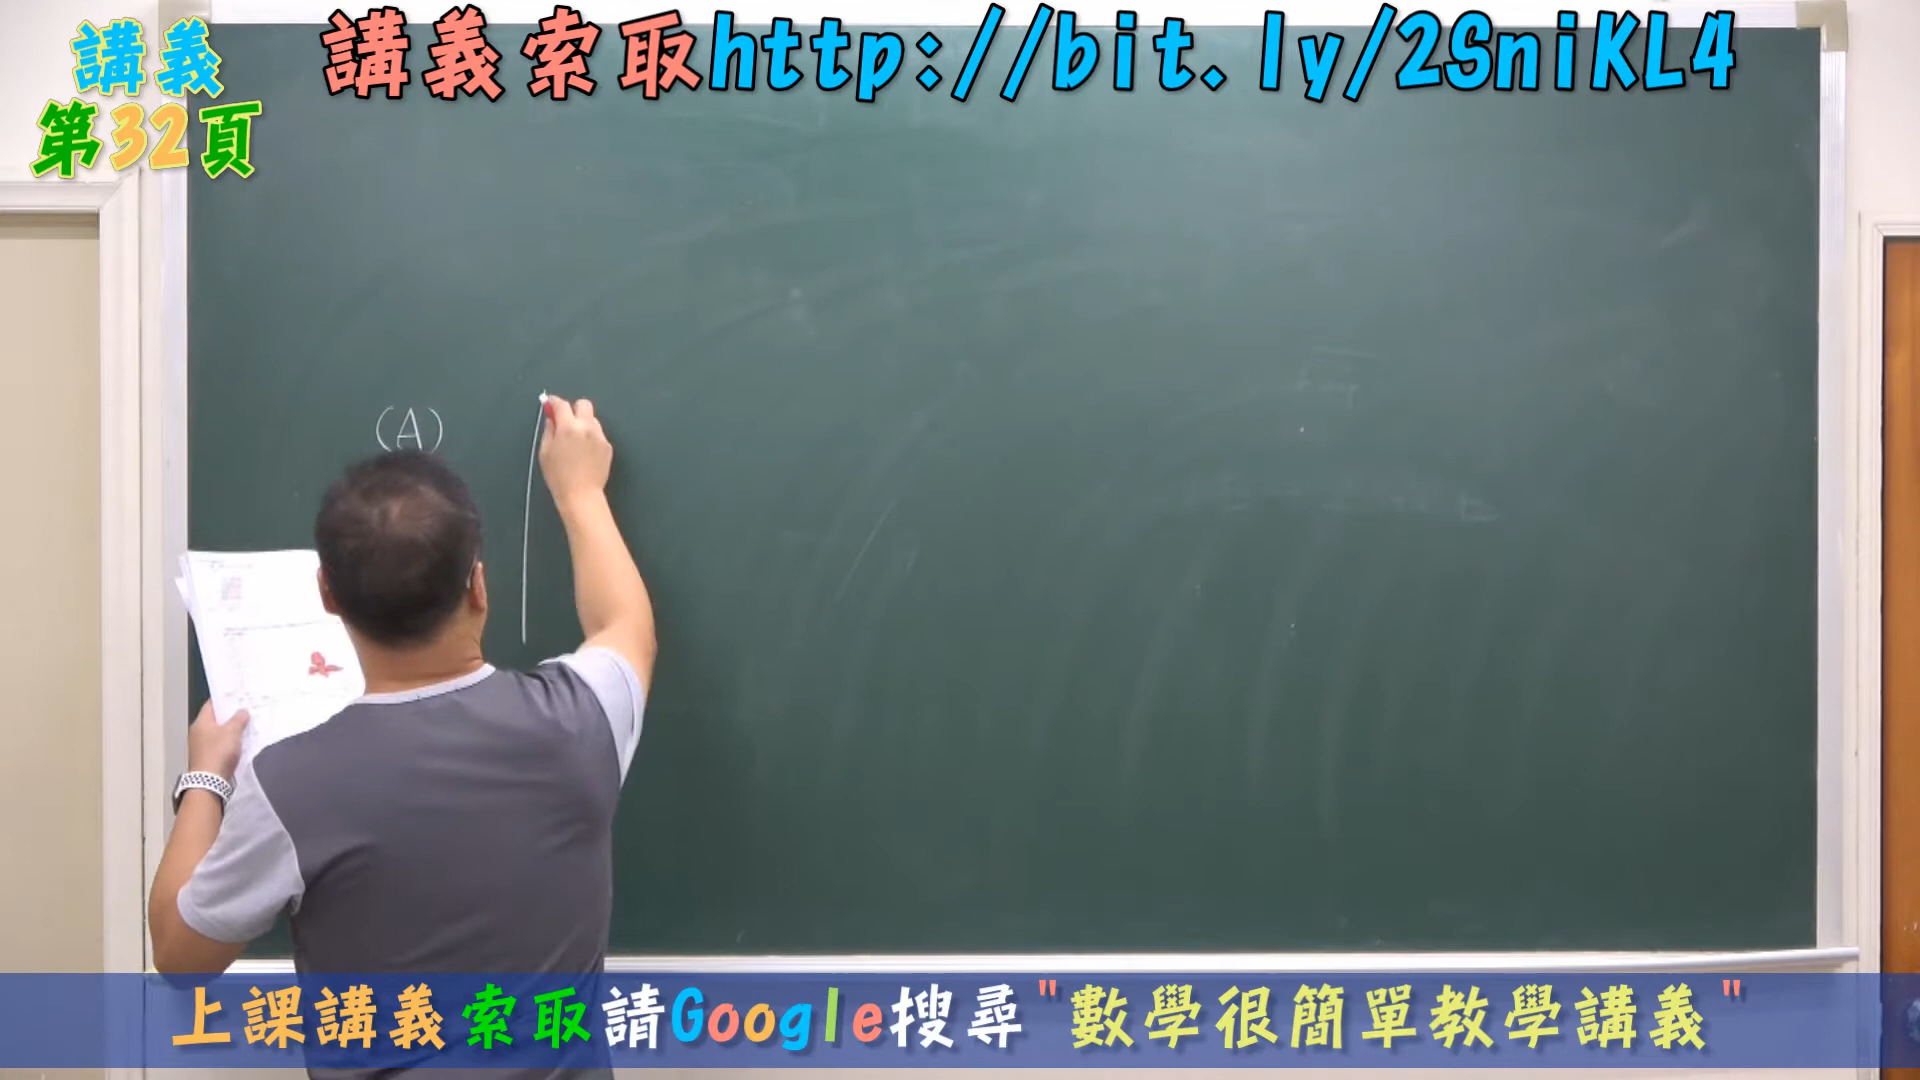 講義
第32頁
講義索取http://bit.ly/2SniKL4
(A)
上課講義索取請Google搜尋"數學很簡單教學講義"